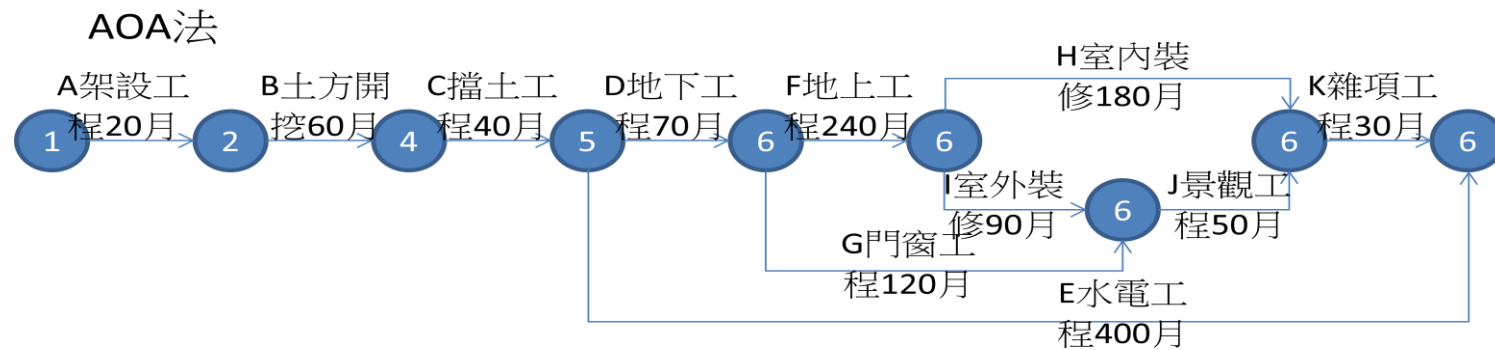 AOA法
A架設工
程20月
B土方開
挖60月
C擋土工
程40月
D地下工
程70月
F地上工
程240月
H室內裝
修180月
K雜項工
程30月
1
2
4
5
6
6
6
6
I室外裝
修90月
6
J景觀工
程50月
G門窗工
程120月
E水電工
程400月